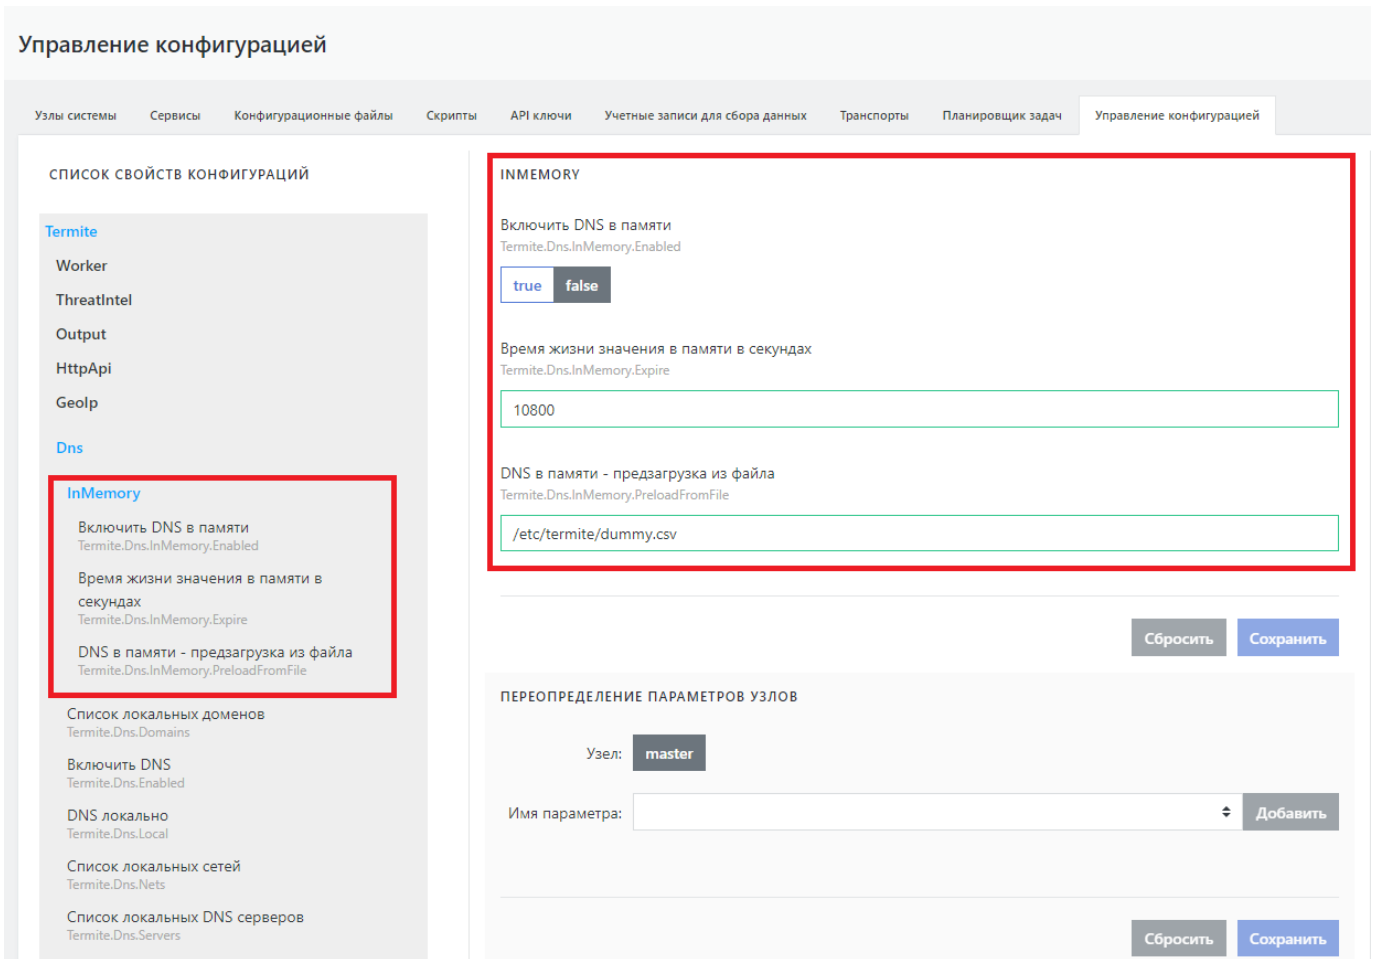 Управление конфигурацией
Узлы системы
Сервисы
Конфигурационные файлы
Скрипты
API ключи
Учетные записи для сбора данных
Транспорты
Планировщик задач
Управление конфигурацией
СПИСОК СВОЙСТВ КОНФИГУРАЦИЙ
Termite
Worker
ThreatIntel
Output
HttpApi
GeoIp
Dns
InMemory
Включить DNS в памяти
Termite.Dns.InMemory.Enabled
Время жизни значения в памяти в
секундах
Termite.Dns.InMemory.Expire
DNS в памяти - предзагрузка из файла
Termite.Dns.InMemory.PreloadFromFile
Список локальных доменов
Termite.Dns.Domains
Включить DNS
Termite.Dns.Enabled
DNS локально
Termite.Dns.Local
Список локальных сетей
Termite.Dns.Nets
Список локальных DNS серверов
Termite.Dns.Servers
INMEMORY
Включить DNS в памяти
Termite.Dns.InMemory.Enabled
true false
Время жизни значения в памяти в секундах
Termite.Dns.InMemory.Expire
10800
DNS в памяти - предзагрузка из файла
Termite.Dns.InMemory.PreloadFromFile
/etc/termite/dummy.csv
Сбросить Сохранить
ПЕРЕОПРЕДЕЛЕНИЕ ПАРАМЕТРОВ УЗЛОВ
Узел: master
Имя параметра: Добавить
Сбросить Сохранить